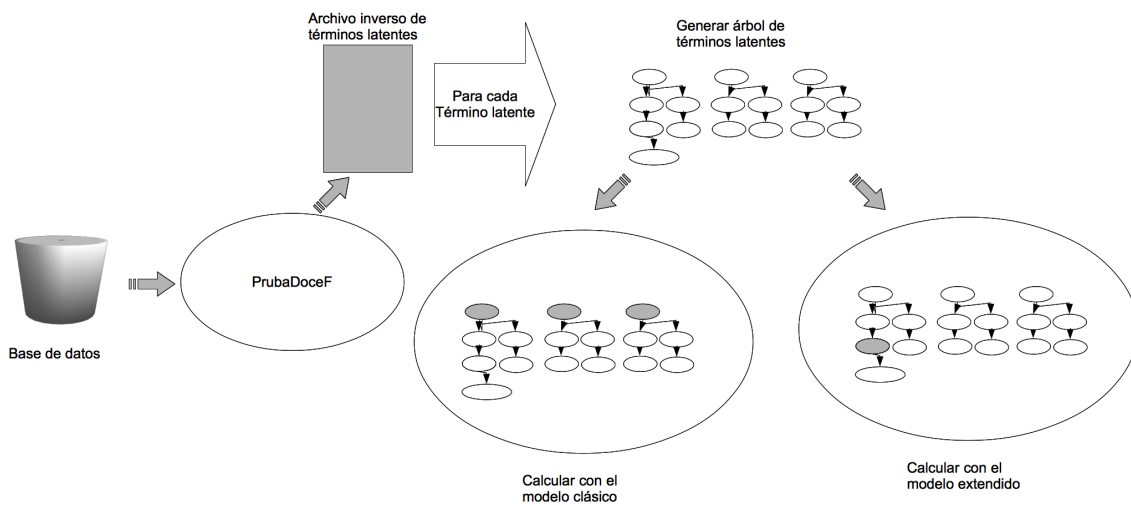 Archivo inverso de
términos latentes
Generar árbol de
términos latentes
Para cada
Término latente
PrubaDoceF
Base de datos
Calcular con el
modelo clásico
Calcular con el
modelo extendido